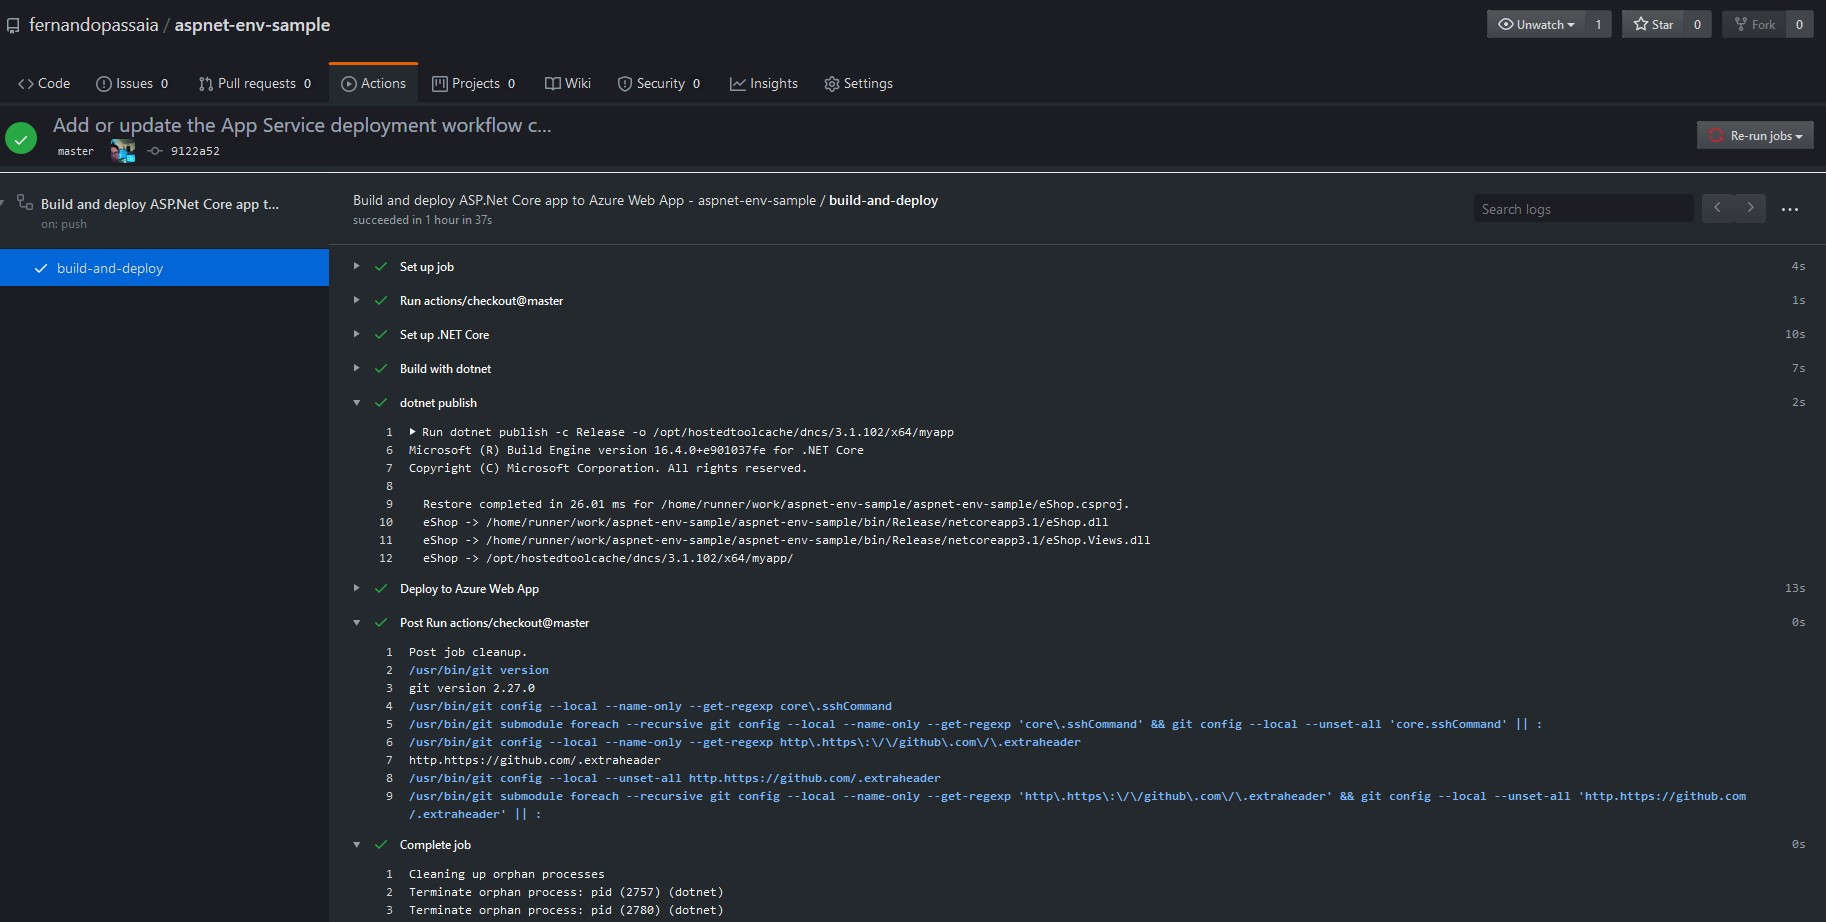 fernandopassaia / aspnet-env-sample
Unwatch 1
Star 0
Fork 0
Code
Issues 0
Pull requests 0
Actions
Projects 0
Wiki
Security 0
Insights
Settings
Add or update the App Service deployment workflow c...
master 9122a52
Re-run jobs
Build and deploy ASP.Net Core app t...
on: push
build-and-deploy
Build and deploy ASP.Net Core app to Azure Web App - aspnet-env-sample / build-and-deploy
succeeded in 1 hour in 37s
Search logs
Set up job 4s
Run actions/checkout@master 1s
Set up .NET Core 10s
Build with dotnet 7s
dotnet publish 2s
1 Run dotnet publish -c Release -o /opt/hostedtoolcache/dncs/3.1.102/x64/myapp
6 Microsoft (R) Build Engine version 16.4.0+e901037fe for .NET Core
7 Copyright (C) Microsoft Corporation. All rights reserved.
8
9 Restore completed in 26.01 ms for /home/runner/work/aspnet-env-sample/aspnet-env-sample/eShop.csproj.
10 eShop -> /home/runner/work/aspnet-env-sample/aspnet-env-sample/bin/Release/netcoreapp3.1/eShop.dll
11 eShop -> /home/runner/work/aspnet-env-sample/aspnet-env-sample/bin/Release/netcoreapp3.1/eShop.Views.dll
12 eShop -> /opt/hostedtoolcache/dncs/3.1.102/x64/myapp/
Deploy to Azure Web App 13s
Post Run actions/checkout@master 0s
1 Post job cleanup.
2 /usr/bin/git version
3 git version 2.27.0
4 /usr/bin/git config --local --name-only --get-regexp core\.sshCommand
5 /usr/bin/git submodule foreach --recursive git config --local --name-only --get-regexp 'core\.sshCommand' && git config --local --unset-all 'core.sshCommand' || :
6 /usr/bin/git config --local --name-only --get-regexp http\.https\:\/\/github\.com\/\.extraheader
7 http.https://github.com/.extraheader
8 /usr/bin/git config --local --unset-all http.https://github.com/.extraheader
9 /usr/bin/git submodule foreach --recursive git config --local --name-only --get-regexp 'http\.https\:\/\/github\.com\/\.extraheader' && git config --local --unset-all 'http.https://github.com
/.extraheader' || :
Complete job 0s
1 Cleaning up orphan processes
2 Terminate orphan process: pid (2757) (dotnet)
3 Terminate orphan process: pid (2780) (dotnet)